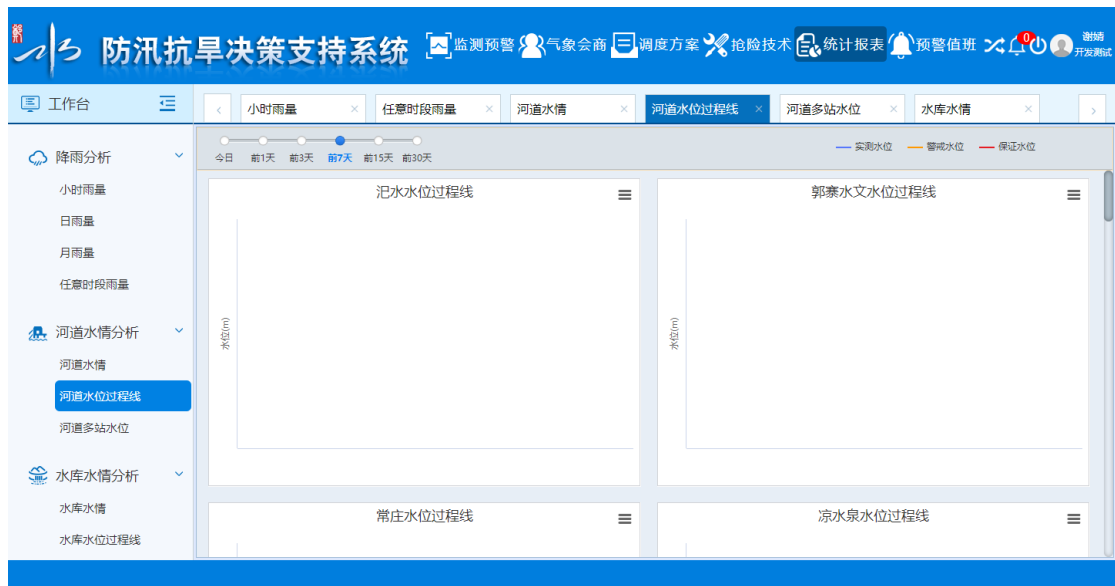 防汛抗旱决策支持系统
监测预警
气象会商
调度方案
抢险技术
统计报表
预警值班
0
谢婧
开发测试
工作台
小时雨量
任意时段雨量
河道水情
河道水位过程线
河道多站水位
水库水情
降雨分析
小时雨量
日雨量
月雨量
任意时段雨量
河道水情分析
河道水情
河道水位过程线
河道多站水位
水库水情分析
水库水情
水库水位过程线
今日 前1天 前3天 前7天 前15天 前30天
实测水位 警戒水位 保证水位
汜水水位过程线
水位(m)
郭寨水文水位过程线
水位(m)
常庄水位过程线
凉水泉水位过程线